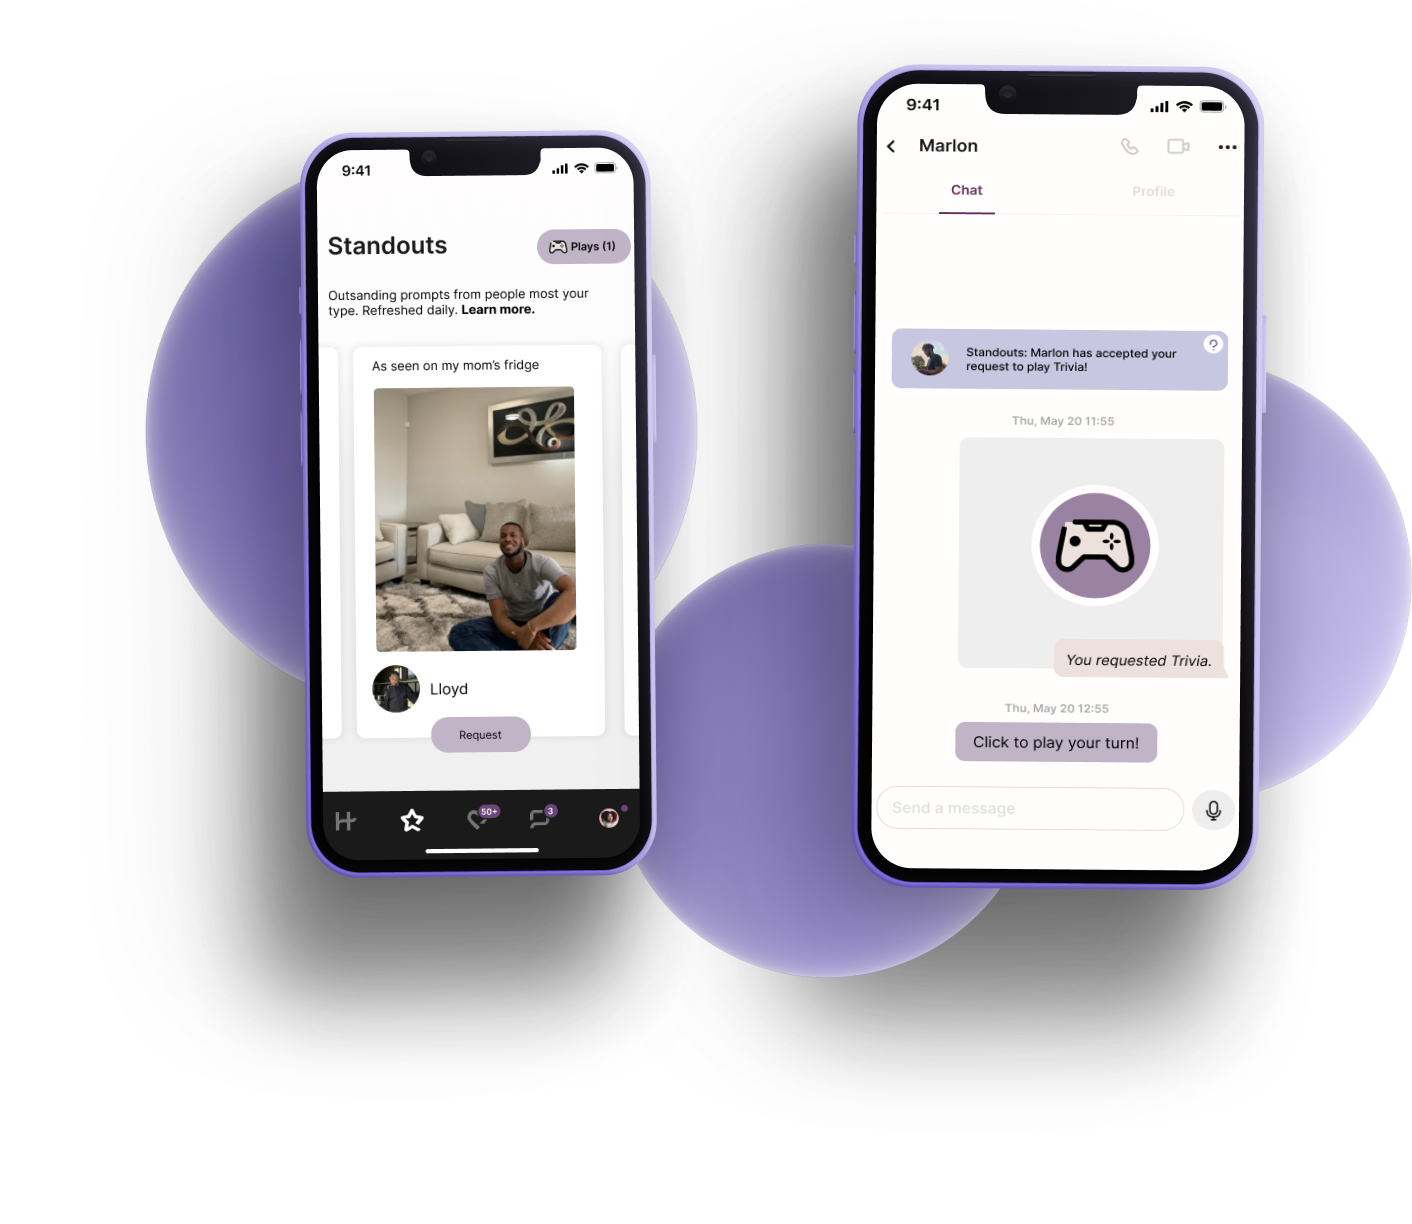 9:41
Standouts
Plays (1)
Outsanding prompts from people most your
type. Refreshed daily. Learn more.
As seen on my mom's fridge
Lloyd
Request
50+
3
9:41
Marlon
Chat
Profile
Standouts: Marlon has accepted your
request to play Trivia!
?
Thu, May 20 11:55
You requested Trivia.
Thu, May 20 12:55
Click to play your turn!
Send a message